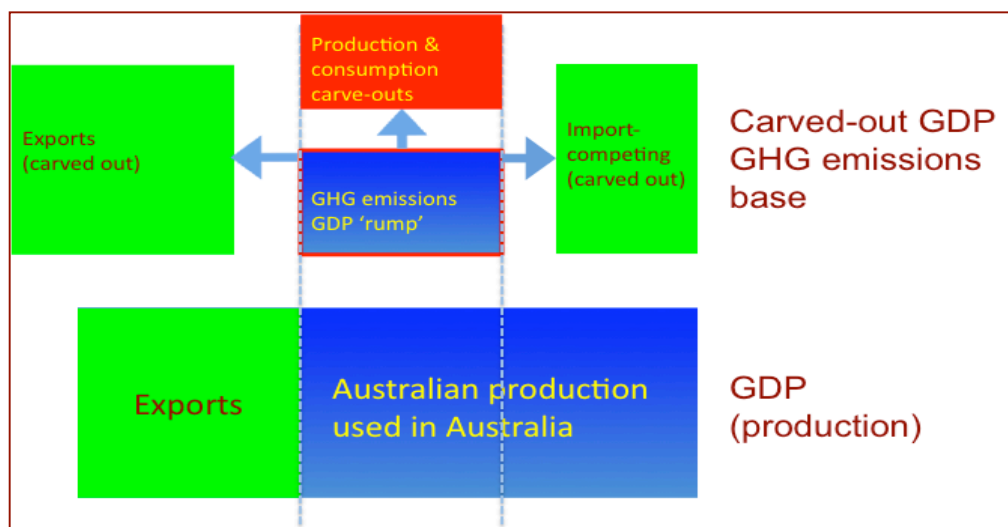 Production &
consumption
carve-outs
Exports
(carved out)
Import-
competing
(carved out)
GHG emissions
GDP ‘rump’
Carved-out GDP
GHG emissions
base
Exports
Australian production
used in Australia
GDP
(production)